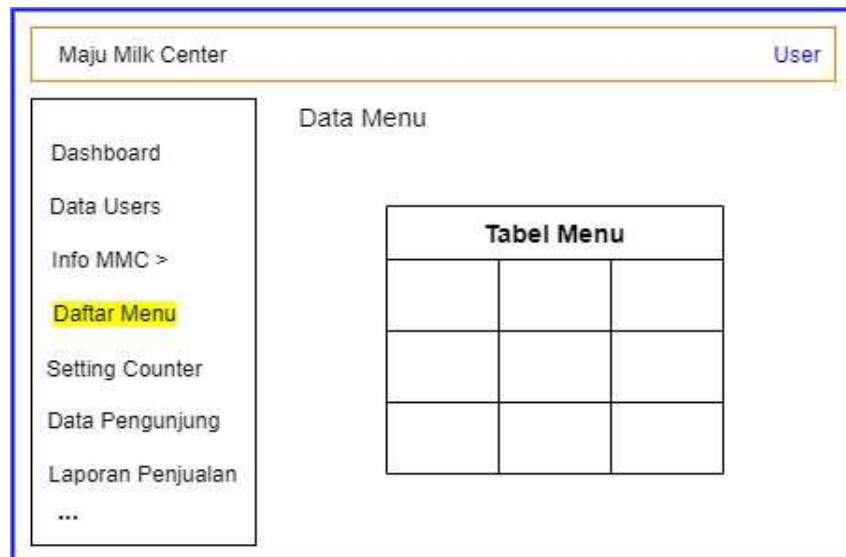 Maju Milk Center
User
Dashboard
Data Users
Info MMC >
Daftar Menu
Setting Counter
Data Pengunjung
Laporan Penjualan
...
Data Menu
Tabel Menu